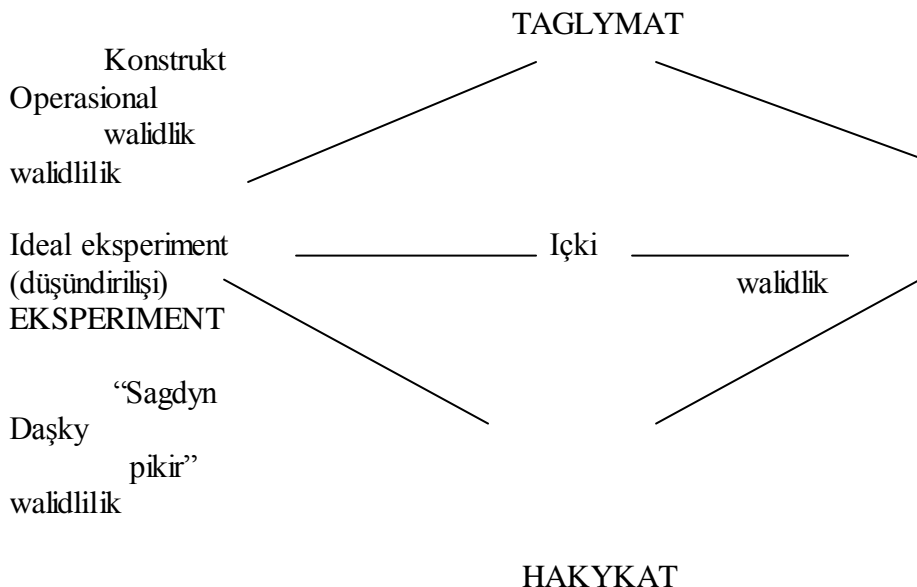 TAGLYMAT
Konstrukt
Operasional
walidlik
walidlilik
Ideal eksperiment Içki
(düşündirilişi) walidlik
EKSPERIMENT
“Sagdyn
Daşky
pikir”
walidlilik
HAKYKAT